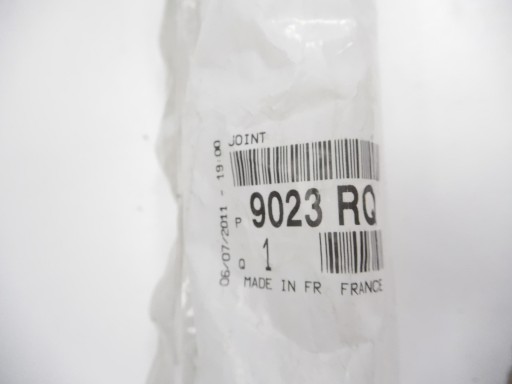 JOINT
06/07/2011 - 19:00
P 9023 RQ
Q 1
MADE IN FR FRANCE